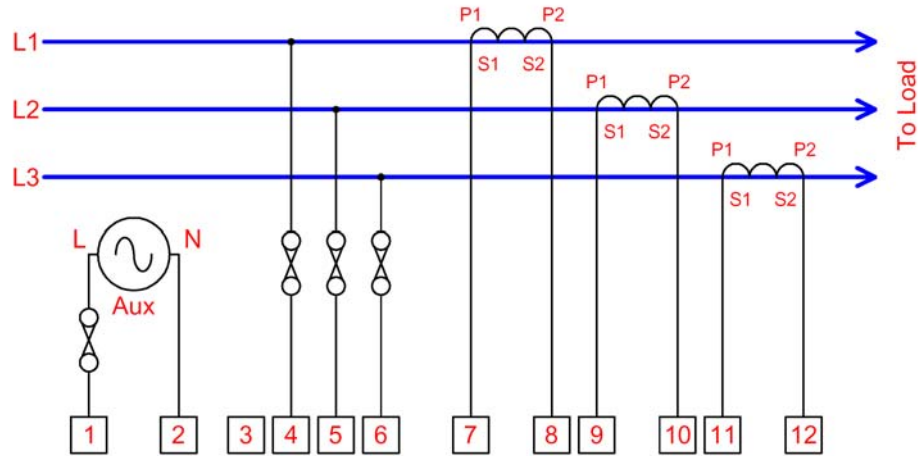 P1 P2
L1
S1 S2
P1 P2
L2
S1 S2
P1 P2
L3
S1 S2
To Load
L N
Aux
1 2 3 4 5 6 7 8 9 10 11 12